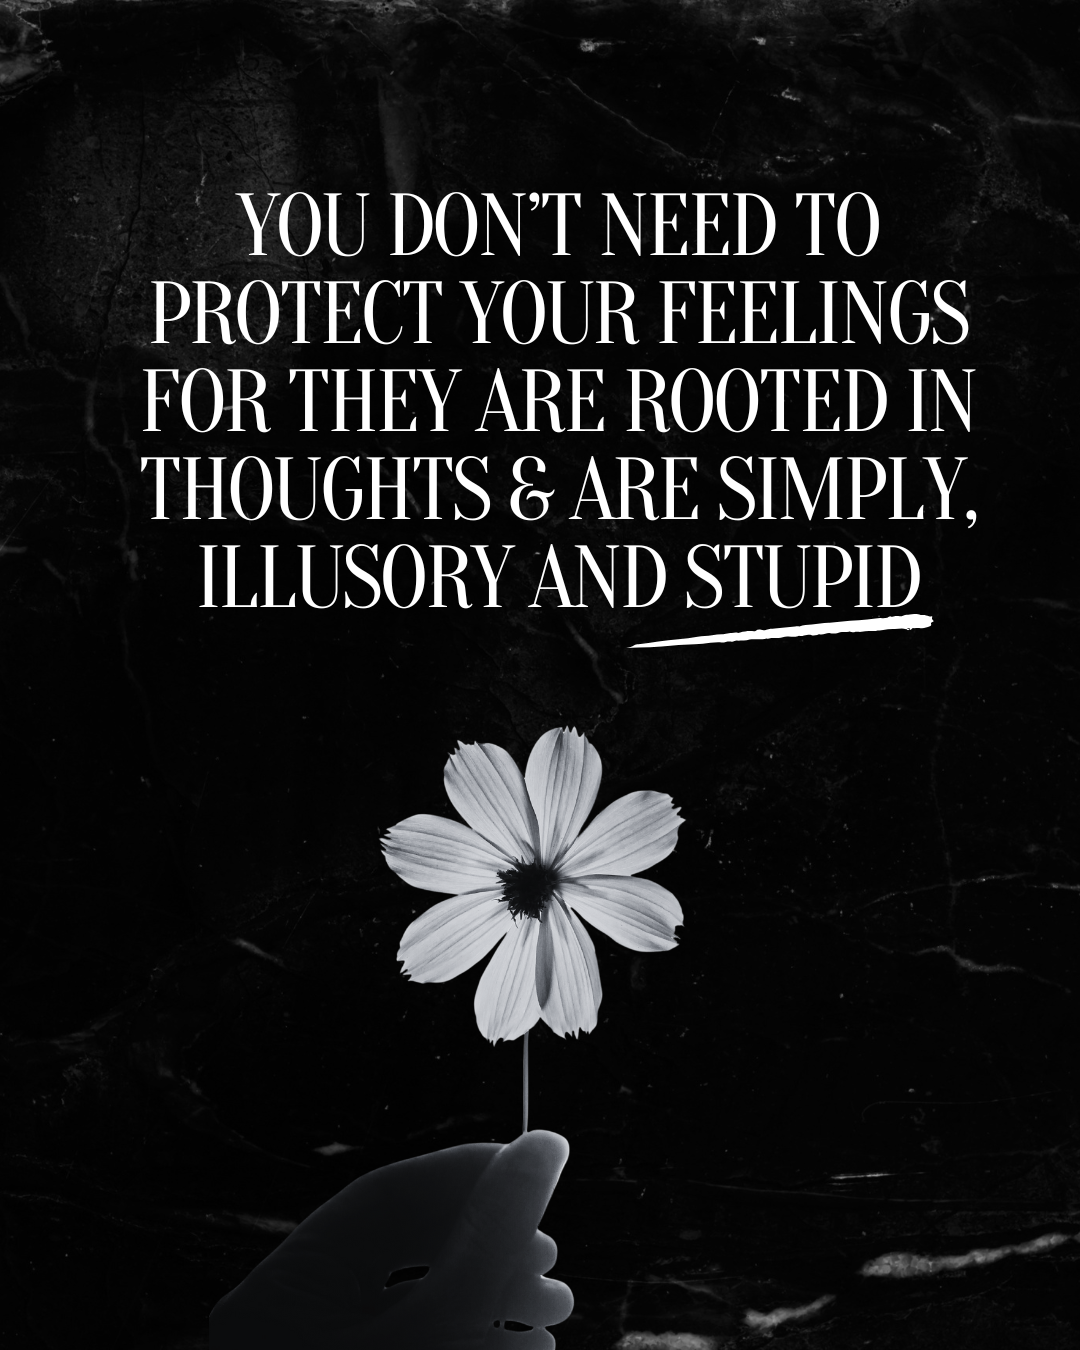 YOU DON’T NEED TO
PROTECT YOUR FEELINGS
FOR THEY ARE ROOTED IN
THOUGHTS & ARE SIMPLY,
ILLUSORY AND STUPID